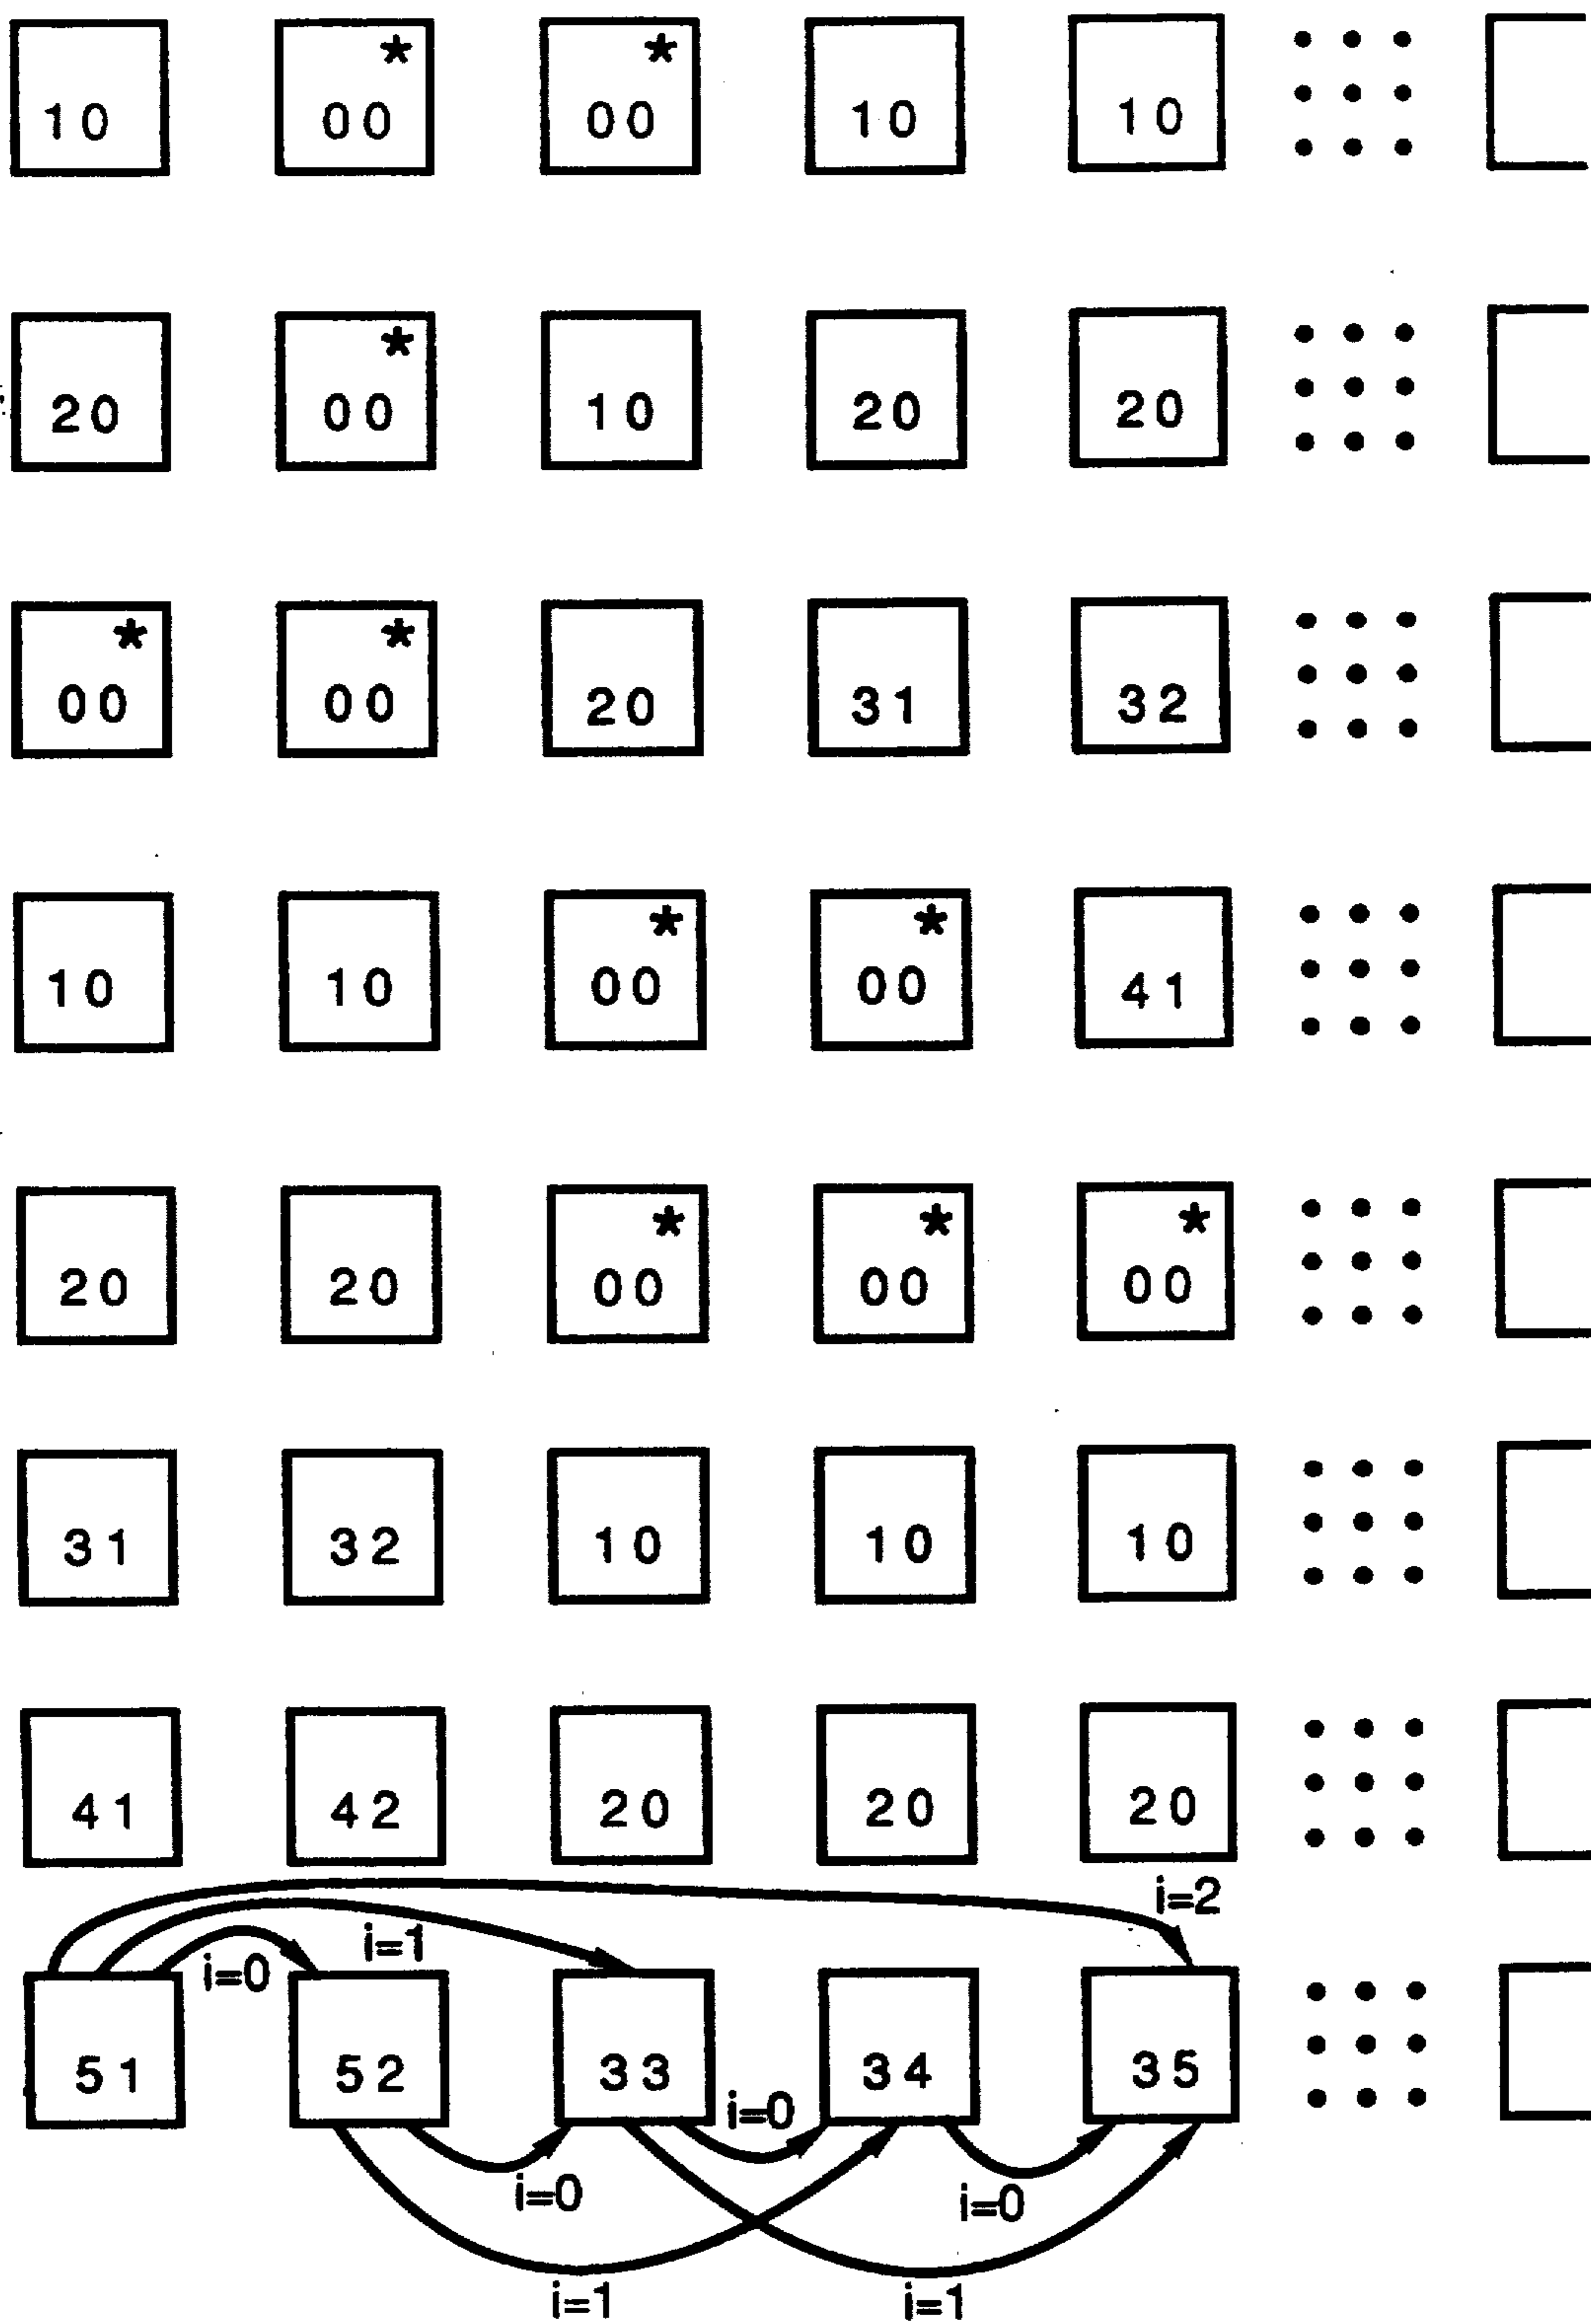 10 00* 00* 10 10
20 00* 10 20 20
00* 00* 20 31 32
10 10 00* 00* 41
20 20 00* 00* 00*
31 32 10 10 10
41 42 20 20 20
i=2
i=1
i=0
51 52 33 34 35
i=0
i=0 i=0
i=1 i=1